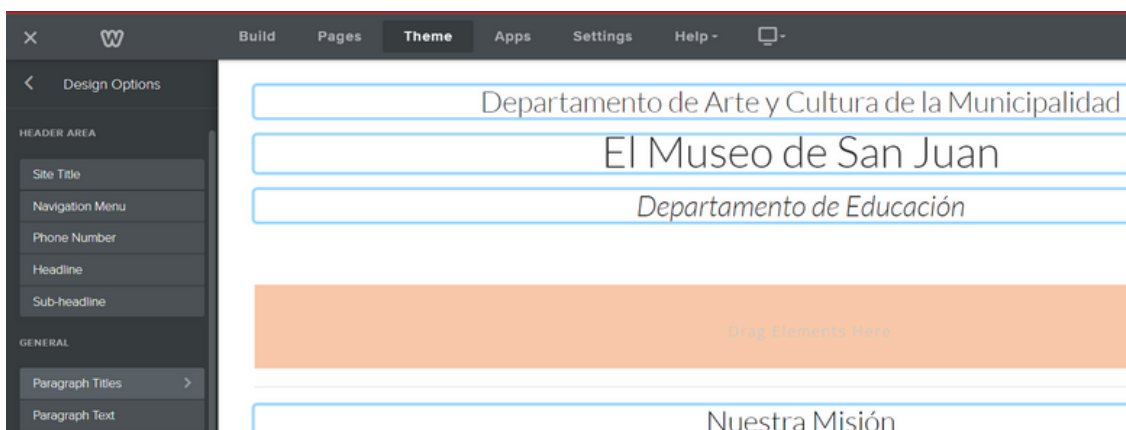 Build Pages Theme Apps Settings Help
Design Options
HEADER AREA
Site Title
Navigation Menu
Phone Number
Headline
Sub-headline
GENERAL
Paragraph Titles
Paragraph Text
Departamento de Arte y Cultura de la Municipalidad
El Museo de San Juan
Departamento de Educación
Drag Elements Here
Nuestra Misión